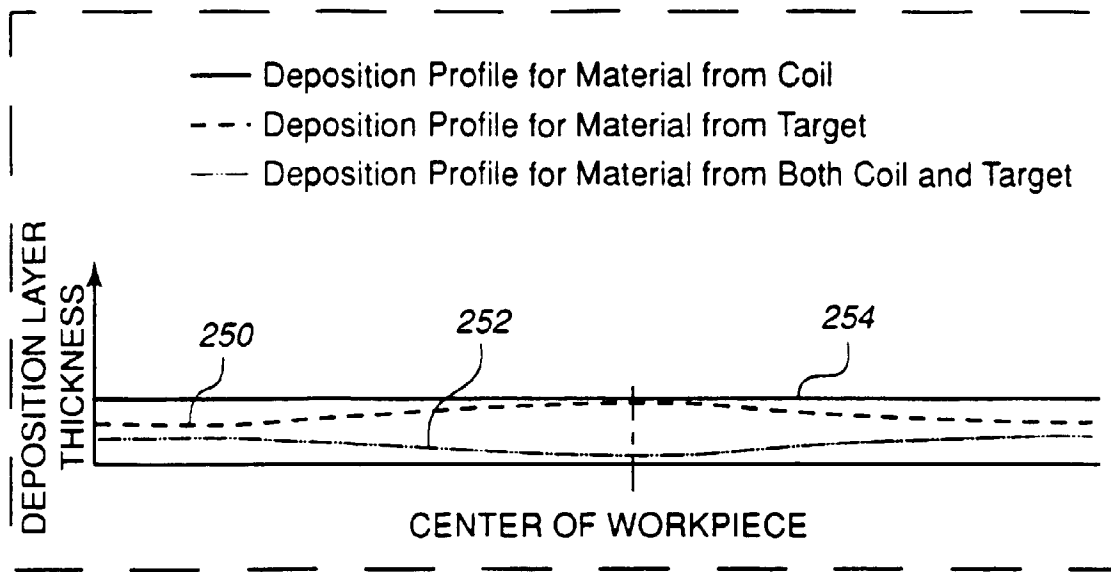 Deposition Profile for Material from Coil
Deposition Profile for Material from Target
Deposition Profile for Material from Both Coil and Target
DEPOSITION LAYER
THICKNESS
250
252
254
CENTER OF WORKPIECE